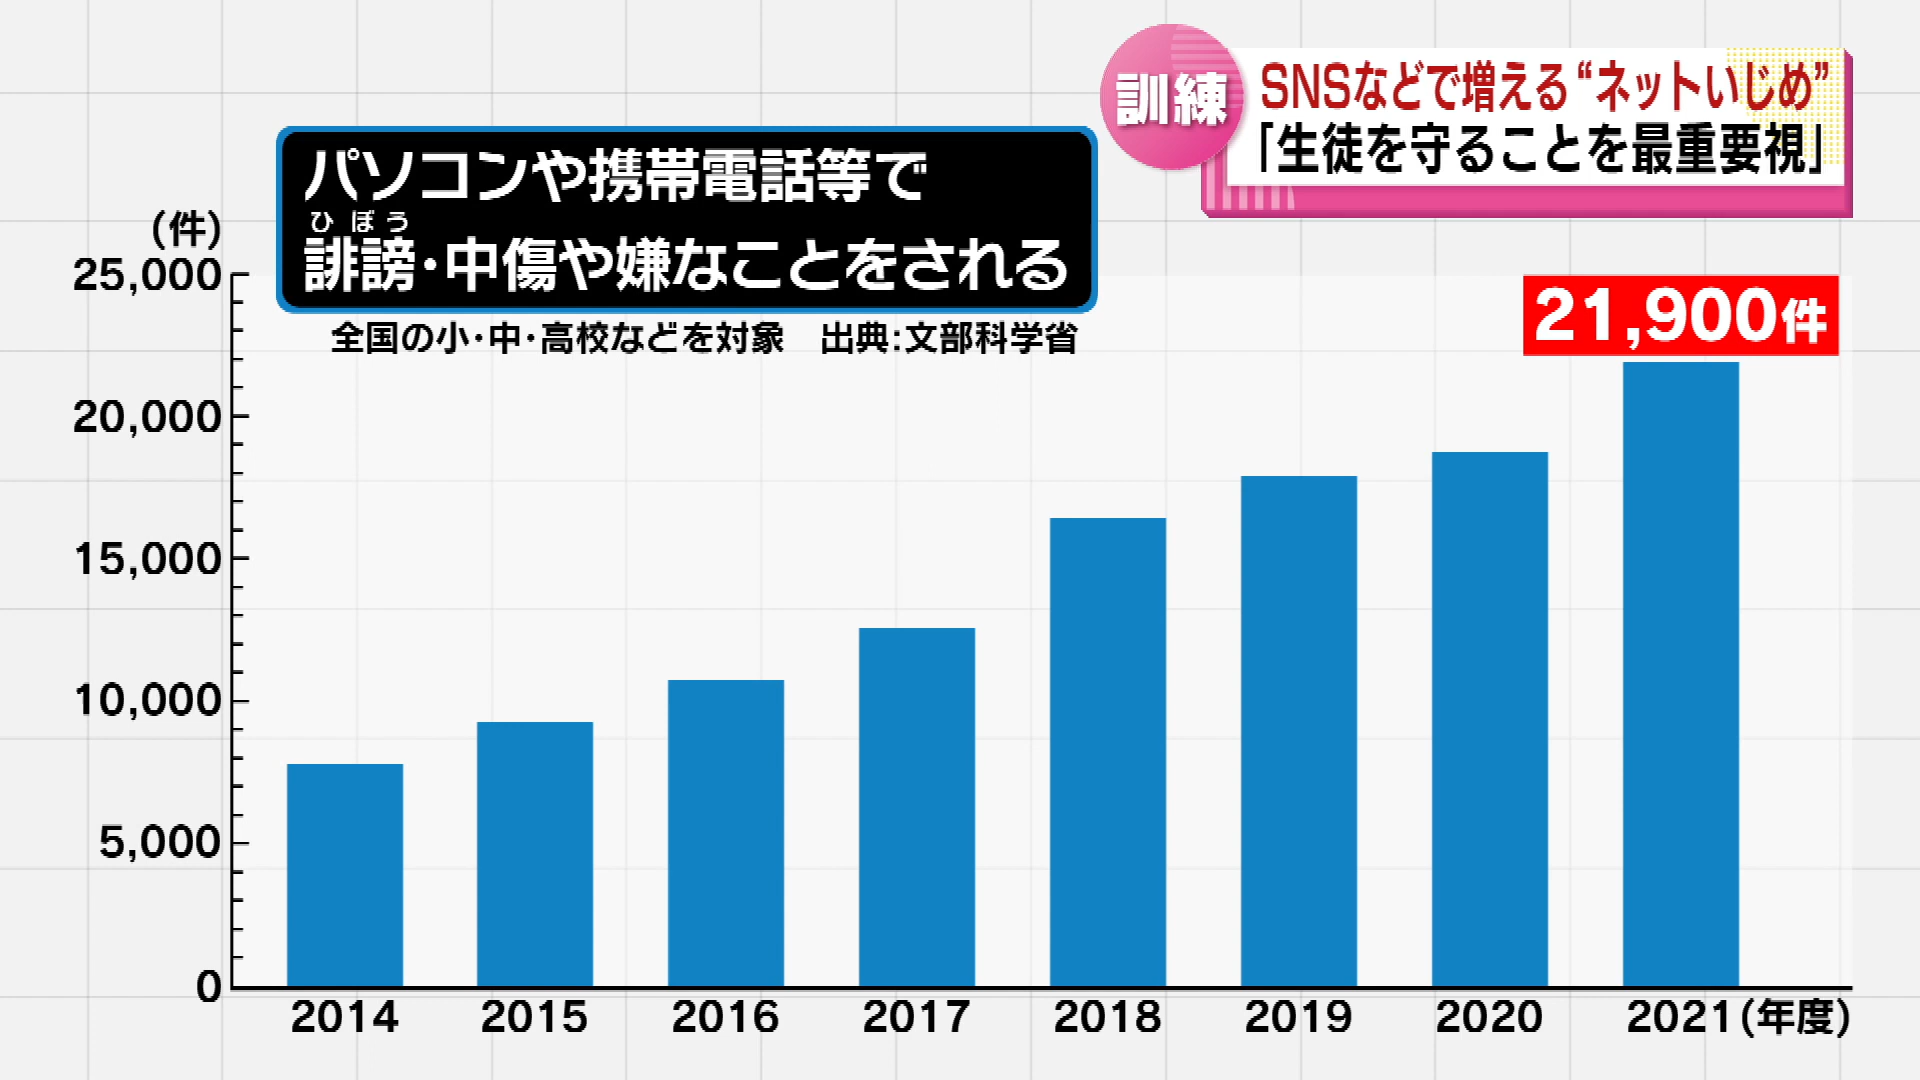 訓練
SNSなどで増える“ネットいじめ”
「生徒を守ることを最重要視」
パソコンや携帯電話等で
ひぼう
誹謗・中傷や嫌なことをされる
全国の小・中・高校などを対象　出典:文部科学省
(件)
25,000
20,000
15,000
10,000
5,000
0
21,900件
2014 2015 2016 2017 2018 2019 2020 2021(年度)